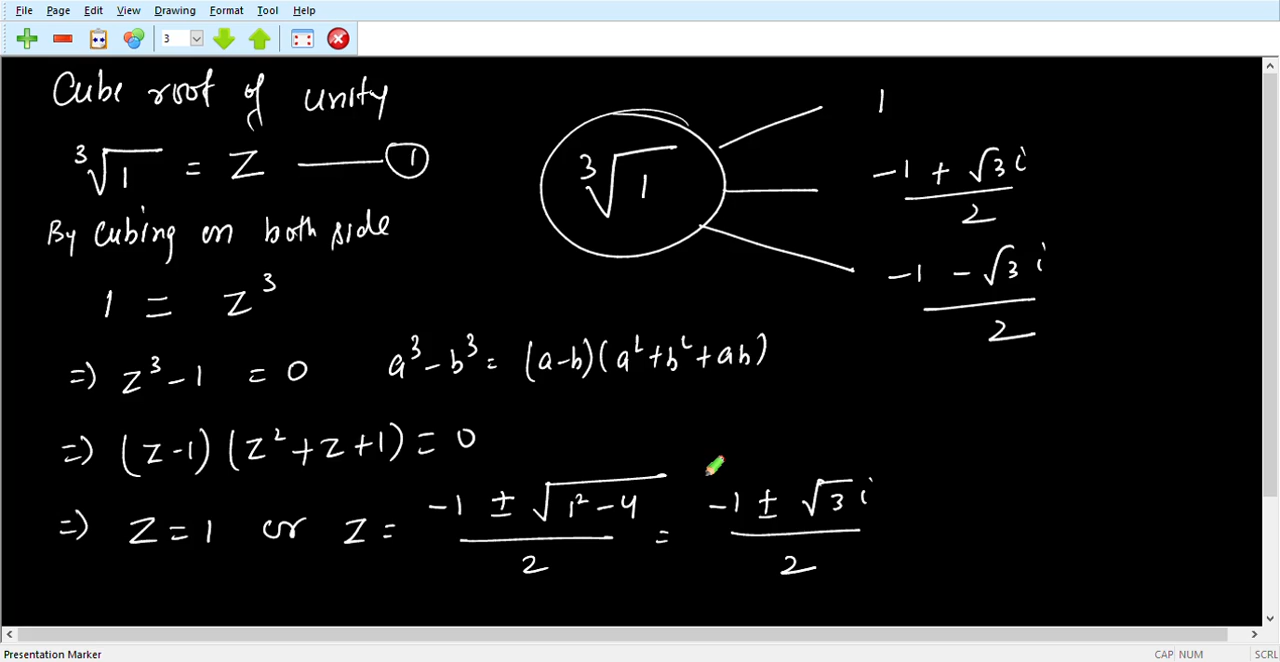 File Page Edit View Drawing Format Tool Help
3
Cube root of unity
∛1 = Z ——— ①
By cubing on both side
1 = Z³
=) Z³ - 1 = 0 a³ - b³ = (a-b)(a²+b²+ab)
=) (Z-1)(Z²+Z+1) = 0
=) Z = 1 or Z = (-1 ± √(1²-4))/2 = (-1 ± √3 i)/2
∛1
1
(-1 + √3 i)/2
(-1 - √3 i)/2
Presentation Marker CAP NUM SCRL